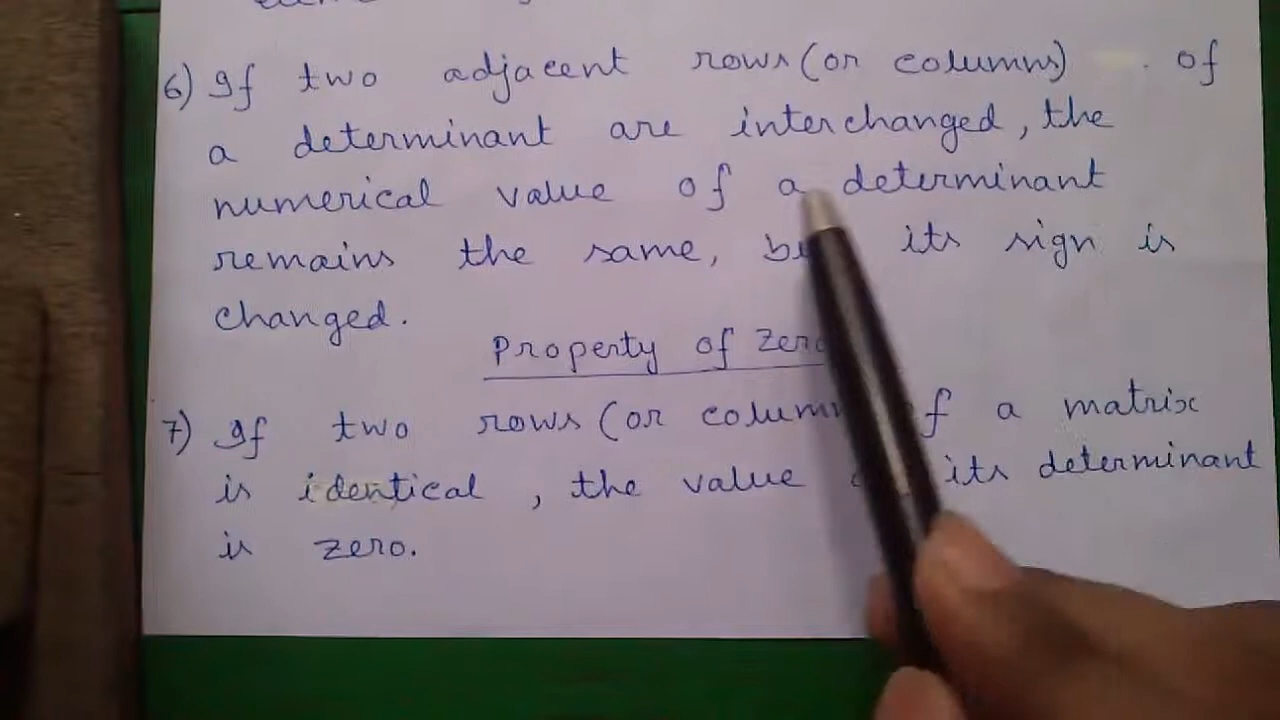 6) If two adjacent rows (or columns) of
a determinant are interchanged, the
numerical value of a determinant
remains the same, its sign is
changed.
Property of Zero
7) If two rows (or column of a matrix
is identical, the value its determinant
is zero.